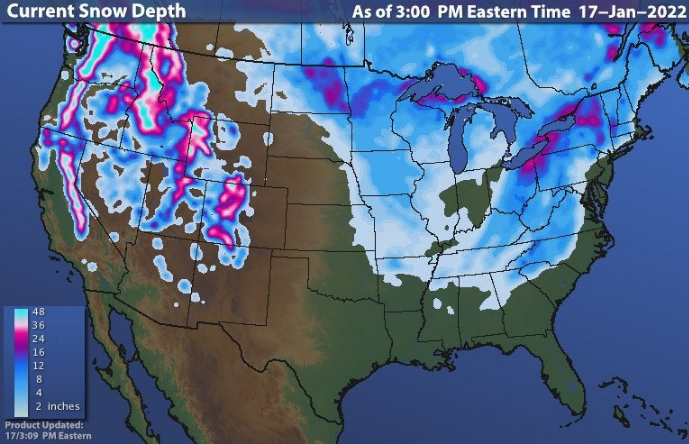 Current Snow Depth
As of 3:00 PM Eastern Time 17-Jan-2022
48
36
24
16
12
8
4
2 inches
Product Updated:
17/3:09 PM Eastern